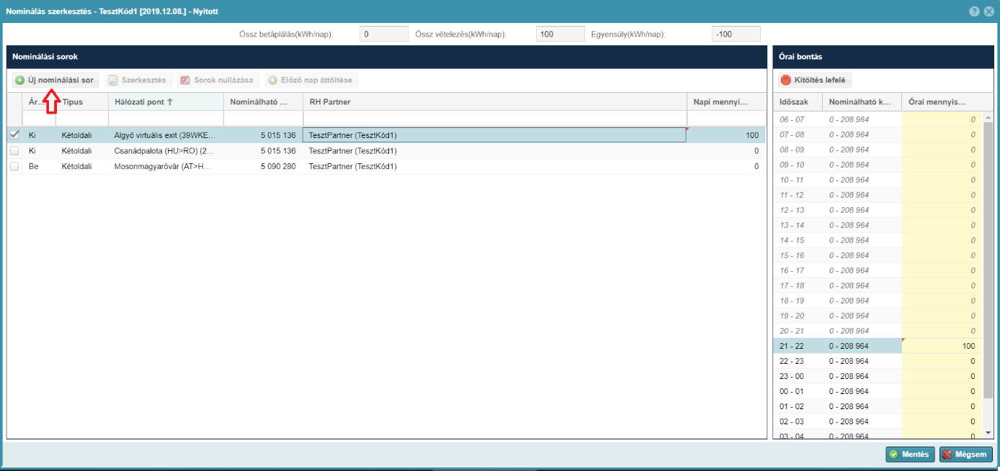 Nominálás szerkesztés - TesztKód1 [2019.12.08.] - Nyitott
Össz betáplálás(kWh/nap): 0 Össz vételezés(kWh/nap): 100 Egyensúly(kWh/nap): -100
Nominálási sorok
Új nominálási sor Szerkesztés Sorok nullázása Előző nap áttöltése
Ár... Típus Hálózati pont Nominálható ... RH Partner Napi mennyi...
Ki Kétoldali Algyő virtuális exit (39WKE... 5 015 136 TesztPartner (TesztKód1) 100
Ki Kétoldali Csanádpalota (HU>RO) (2... 5 015 136 TesztPartner (TesztKód1) 0
Be Kétoldali Mosonmagyaróvár (AT>H... 5 090 280 TesztPartner (TesztKód1) 0
Órai bontás
Kitöltés lefelé
Időszak Nominálható k... Órai mennyis...
06 - 07 0 - 208 964 0
07 - 08 0 - 208 964 0
08 - 09 0 - 208 964 0
09 - 10 0 - 208 964 0
10 - 11 0 - 208 964 0
11 - 12 0 - 208 964 0
12 - 13 0 - 208 964 0
13 - 14 0 - 208 964 0
14 - 15 0 - 208 964 0
15 - 16 0 - 208 964 0
16 - 17 0 - 208 964 0
17 - 18 0 - 208 964 0
18 - 19 0 - 208 964 0
19 - 20 0 - 208 964 0
20 - 21 0 - 208 964 0
21 - 22 0 - 208 964 100
22 - 23 0 - 208 964 0
23 - 00 0 - 208 964 0
00 - 01 0 - 208 964 0
01 - 02 0 - 208 964 0
02 - 03 0 - 208 964 0
03 - 04 0 - 208 964 0
Mentés Mégsem